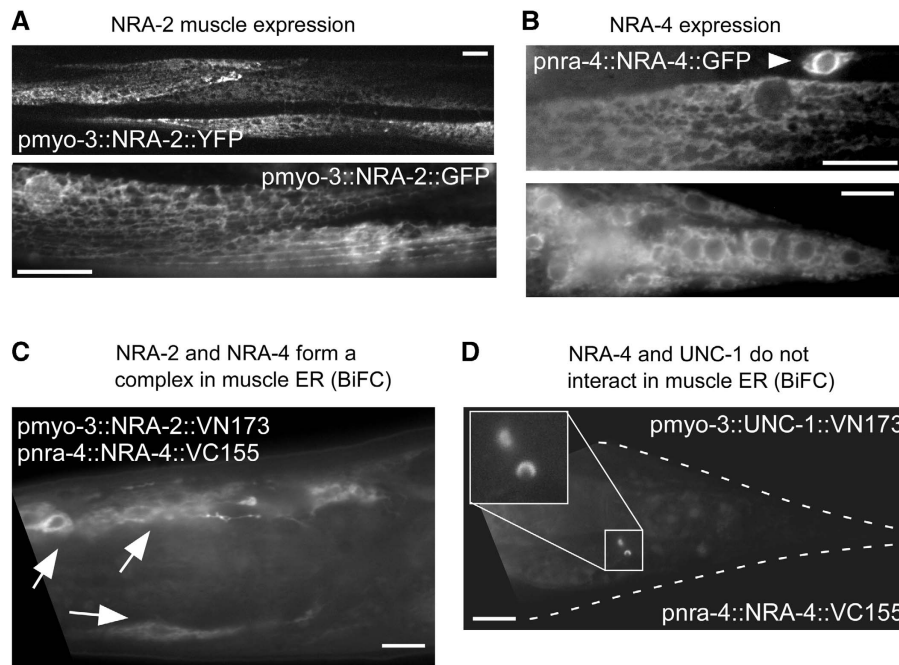 A
NRA-2 muscle expression
pmyo-3::NRA-2::YFP
pmyo-3::NRA-2::GFP
B
NRA-4 expression
pnra-4::NRA-4::GFP
C
NRA-2 and NRA-4 form a
complex in muscle ER (BiFC)
pmyo-3::NRA-2::VN173
pnra-4::NRA-4::VC155
D
NRA-4 and UNC-1 do not
interact in muscle ER (BiFC)
pmyo-3::UNC-1::VN173
pnra-4::NRA-4::VC155